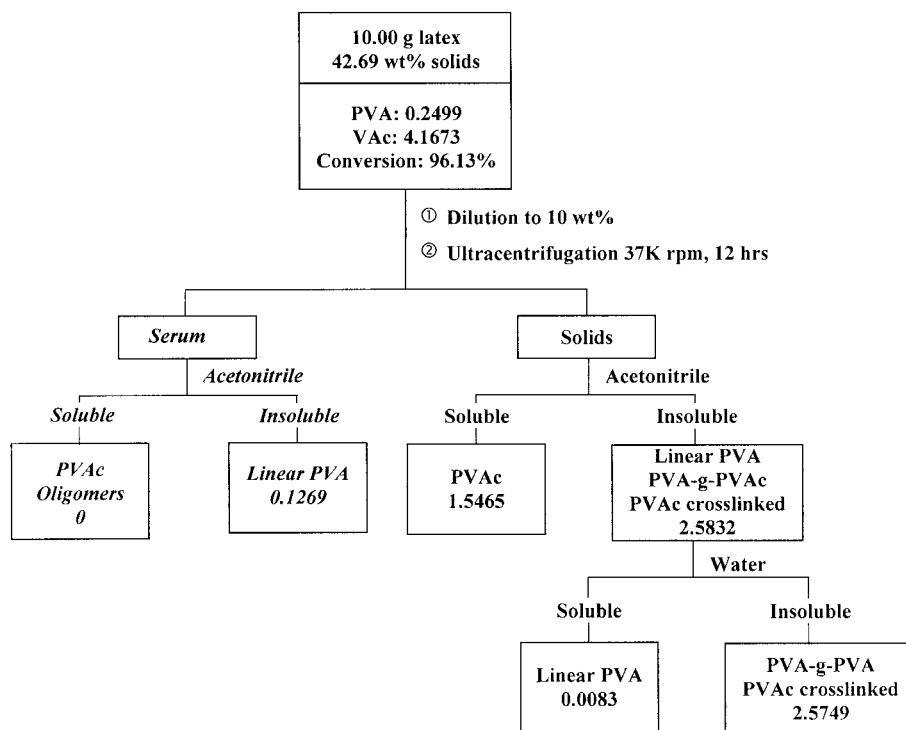 10.00 g latex
42.69 wt% solids
PVA: 0.2499
VAc: 4.1673
Conversion: 96.13%
① Dilution to 10 wt%
② Ultracentrifugation 37K rpm, 12 hrs
Serum
Solids
Acetonitrile
Acetonitrile
Soluble
Insoluble
Soluble
Insoluble
PVAc
Oligomers
0
Linear PVA
0.1269
PVAc
1.5465
Linear PVA
PVA-g-PVAc
PVAc crosslinked
2.5832
Water
Soluble
Insoluble
Linear PVA
0.0083
PVA-g-PVA
PVAc crosslinked
2.5749